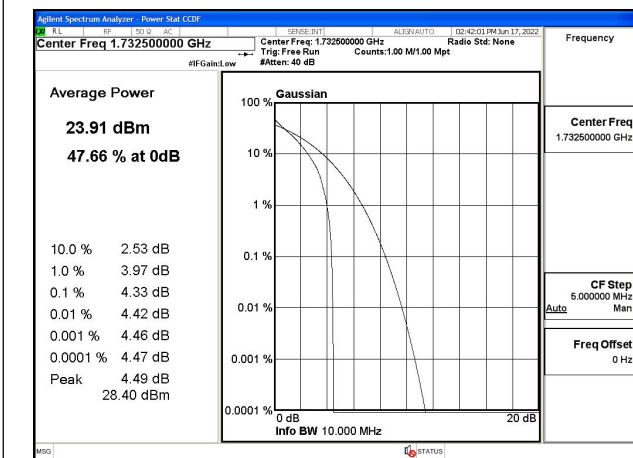 Agilent Spectrum Analyzer - Power Stat CCDF
RL RF 50 Ω AC SENSE:INT ALIGN AUTO 02:42:01 PM Jun 17, 2022
Center Freq 1.732500000 GHz
Center Freq: 1.732500000 GHz Radio Std: None
Trig: Free Run Counts:1.00 M/1.00 Mpt
#IFGain:Low #Atten: 40 dB
Frequency
Average Power
23.91 dBm
47.66 % at 0dB
10.0 % 2.53 dB
1.0 % 3.97 dB
0.1 % 4.33 dB
0.01 % 4.42 dB
0.001 % 4.46 dB
0.0001 % 4.47 dB
Peak 4.49 dB
28.40 dBm
Gaussian
100 %
10 %
1 %
0.1 %
0.01 %
0.001 %
0.0001 %
0 dB 20 dB
Info BW 10.000 MHz
Center Freq
1.732500000 GHz
CF Step
5.000000 MHz
Auto Man
Freq Offset
0 Hz
MSG STATUS